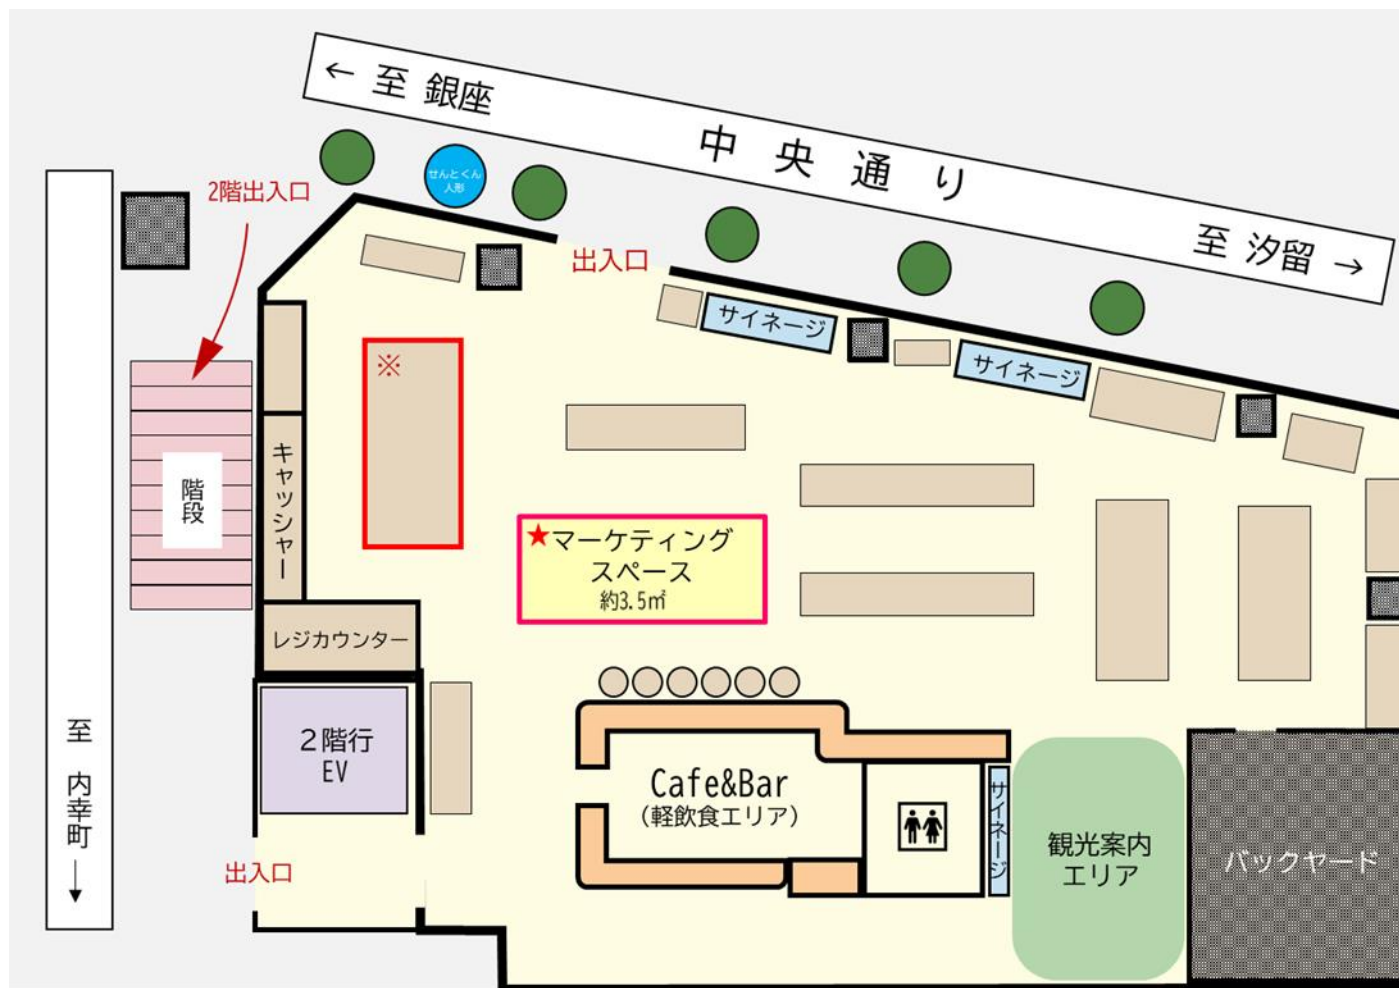 ← 至 銀座
中央通り
至 汐留 →
せんとくん
人形
2階出入口
出入口
サイネージ
サイネージ
※
キャッシャー
階段
★マーケティング
スペース
約3.5㎡
レジカウンター
2階行
EV
至 内幸町 →
Cafe&Bar
(軽飲食エリア)
サイネージ
観光案内
エリア
バックヤード
出入口